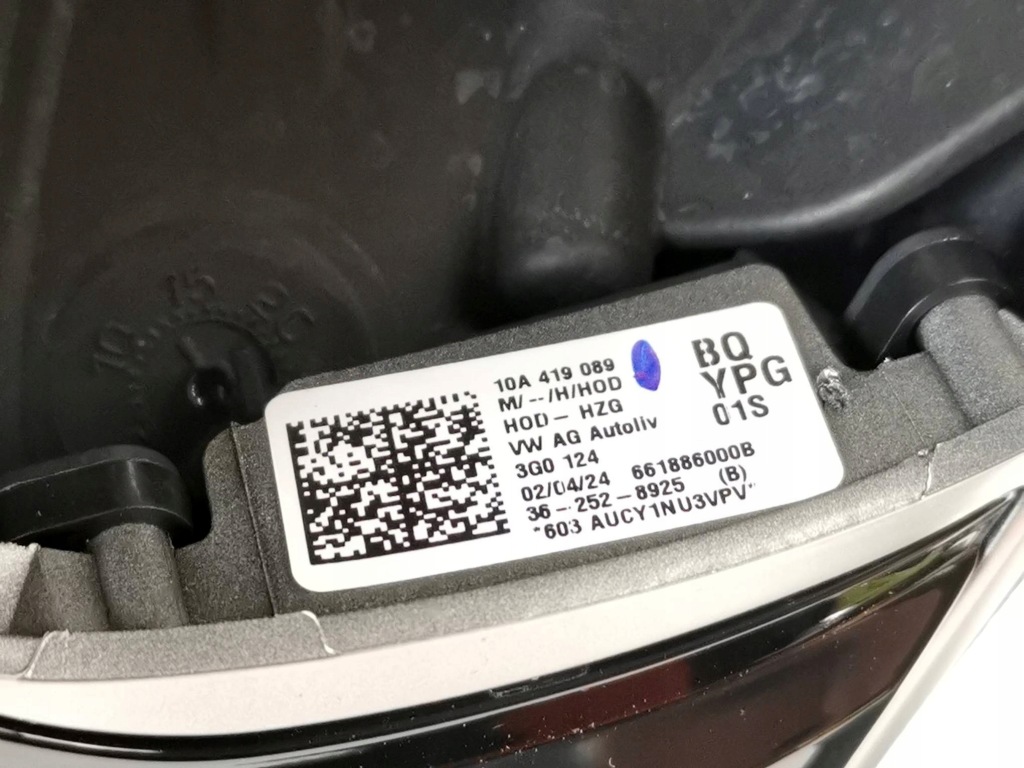 10A 419 089
M/--/H/HOD
HOD- HZG
VW AG Autoliv
3G0 124
02/04/24 661886000B
36-252-8925 (B)
*603 AUCY1NU3VPV*
BQ
YPG
01S